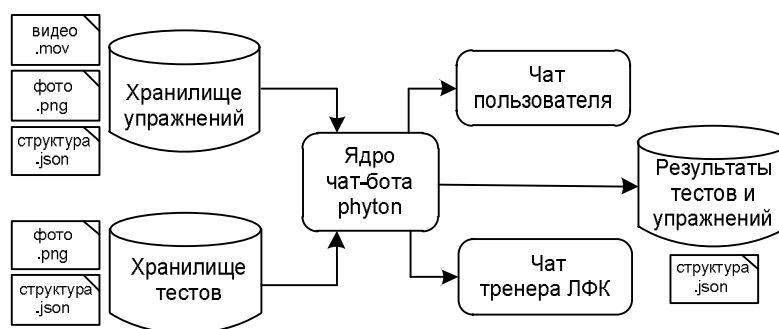 видео
.mov
фото
.png
структура
.json
Хранилище
упражнений
фото
.png
структура
.json
Хранилище
тестов
Ядро
чат-бота
phyton
Чат
пользователя
Чат
тренера ЛФК
Результаты
тестов и
упражнений
структура
.json